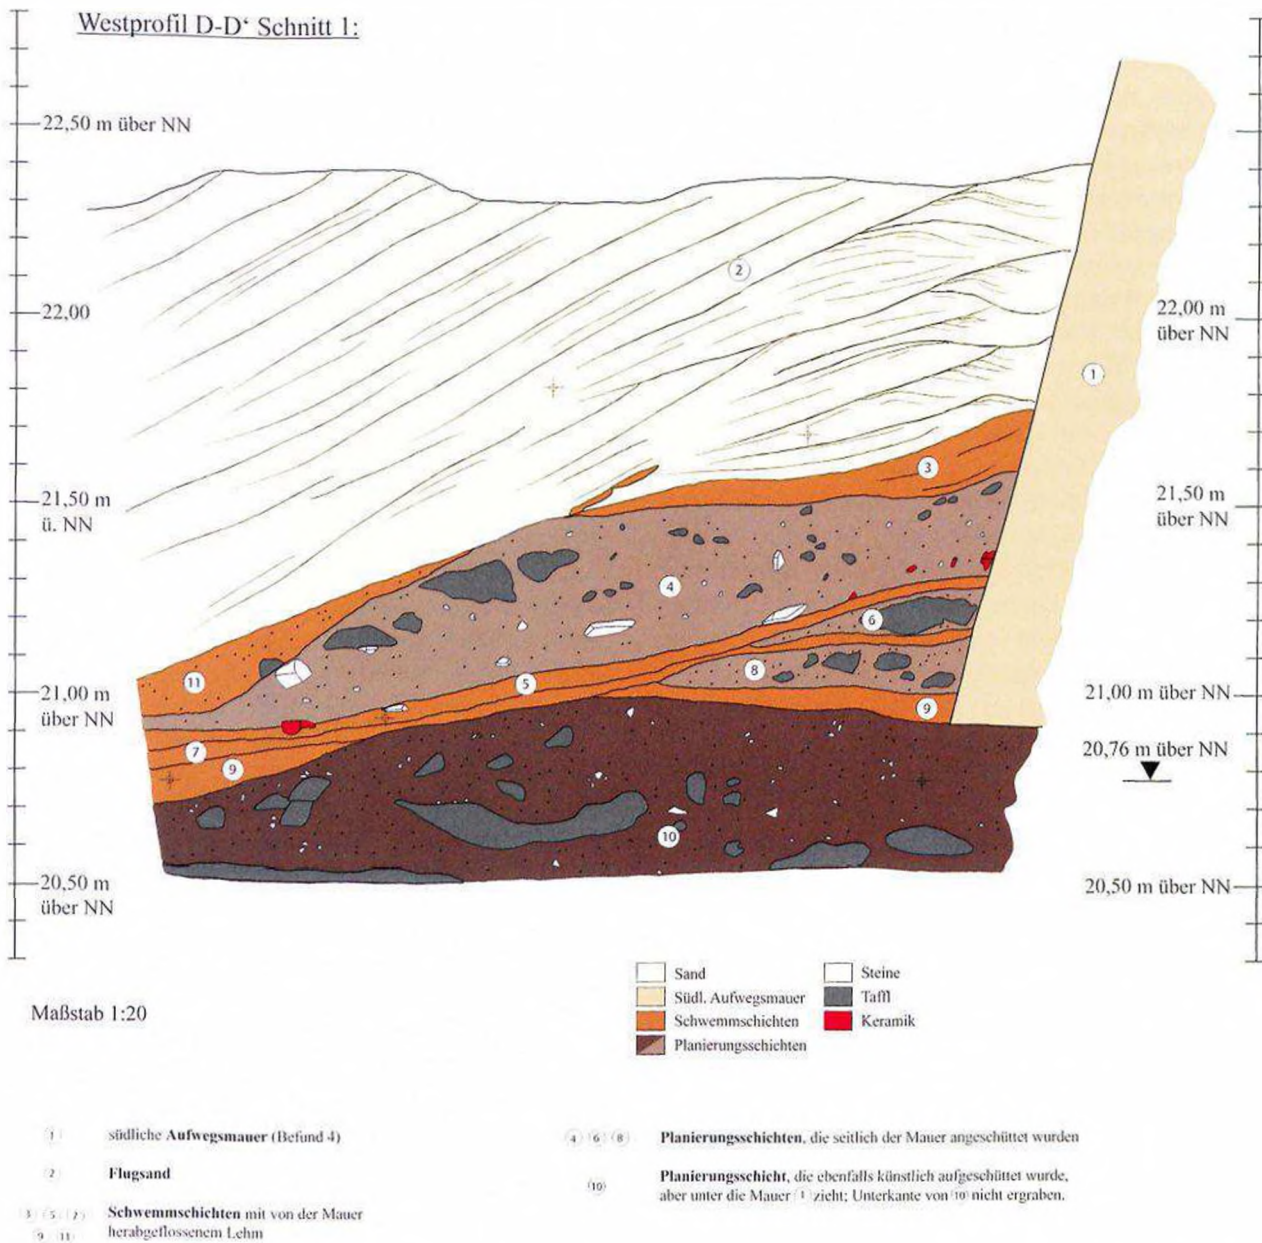 Westprofil D-D‘ Schnitt 1:
22,50 m über NN
2
22,00
22,00 m
über NN
1
3
21,50 m
ü. NN
21,50 m
über NN
4
6
8
11
5
21,00 m
über NN
21,00 m über NN
9
7
9
20,76 m über NN
10
20,50 m
über NN
20,50 m über NN
Maßstab 1:20
Sand
Südl. Aufwegsmauer
Schwemmschichten
Planierungsschichten
Steine
Taffl
Keramik
1 südliche Aufwegsmauer (Befund 4)
2 Flugsand
3 5 7 Schwemmschichten mit von der Mauer
9 11 herabgeflossenem Lehm
4 6 8 Planierungsschichten, die seitlich der Mauer angeschüttet wurden
10 Planierungsschicht, die ebenfalls künstlich aufgeschüttet wurde,
aber unter die Mauer 1 zieht; Unterkante von 10 nicht ergraben.